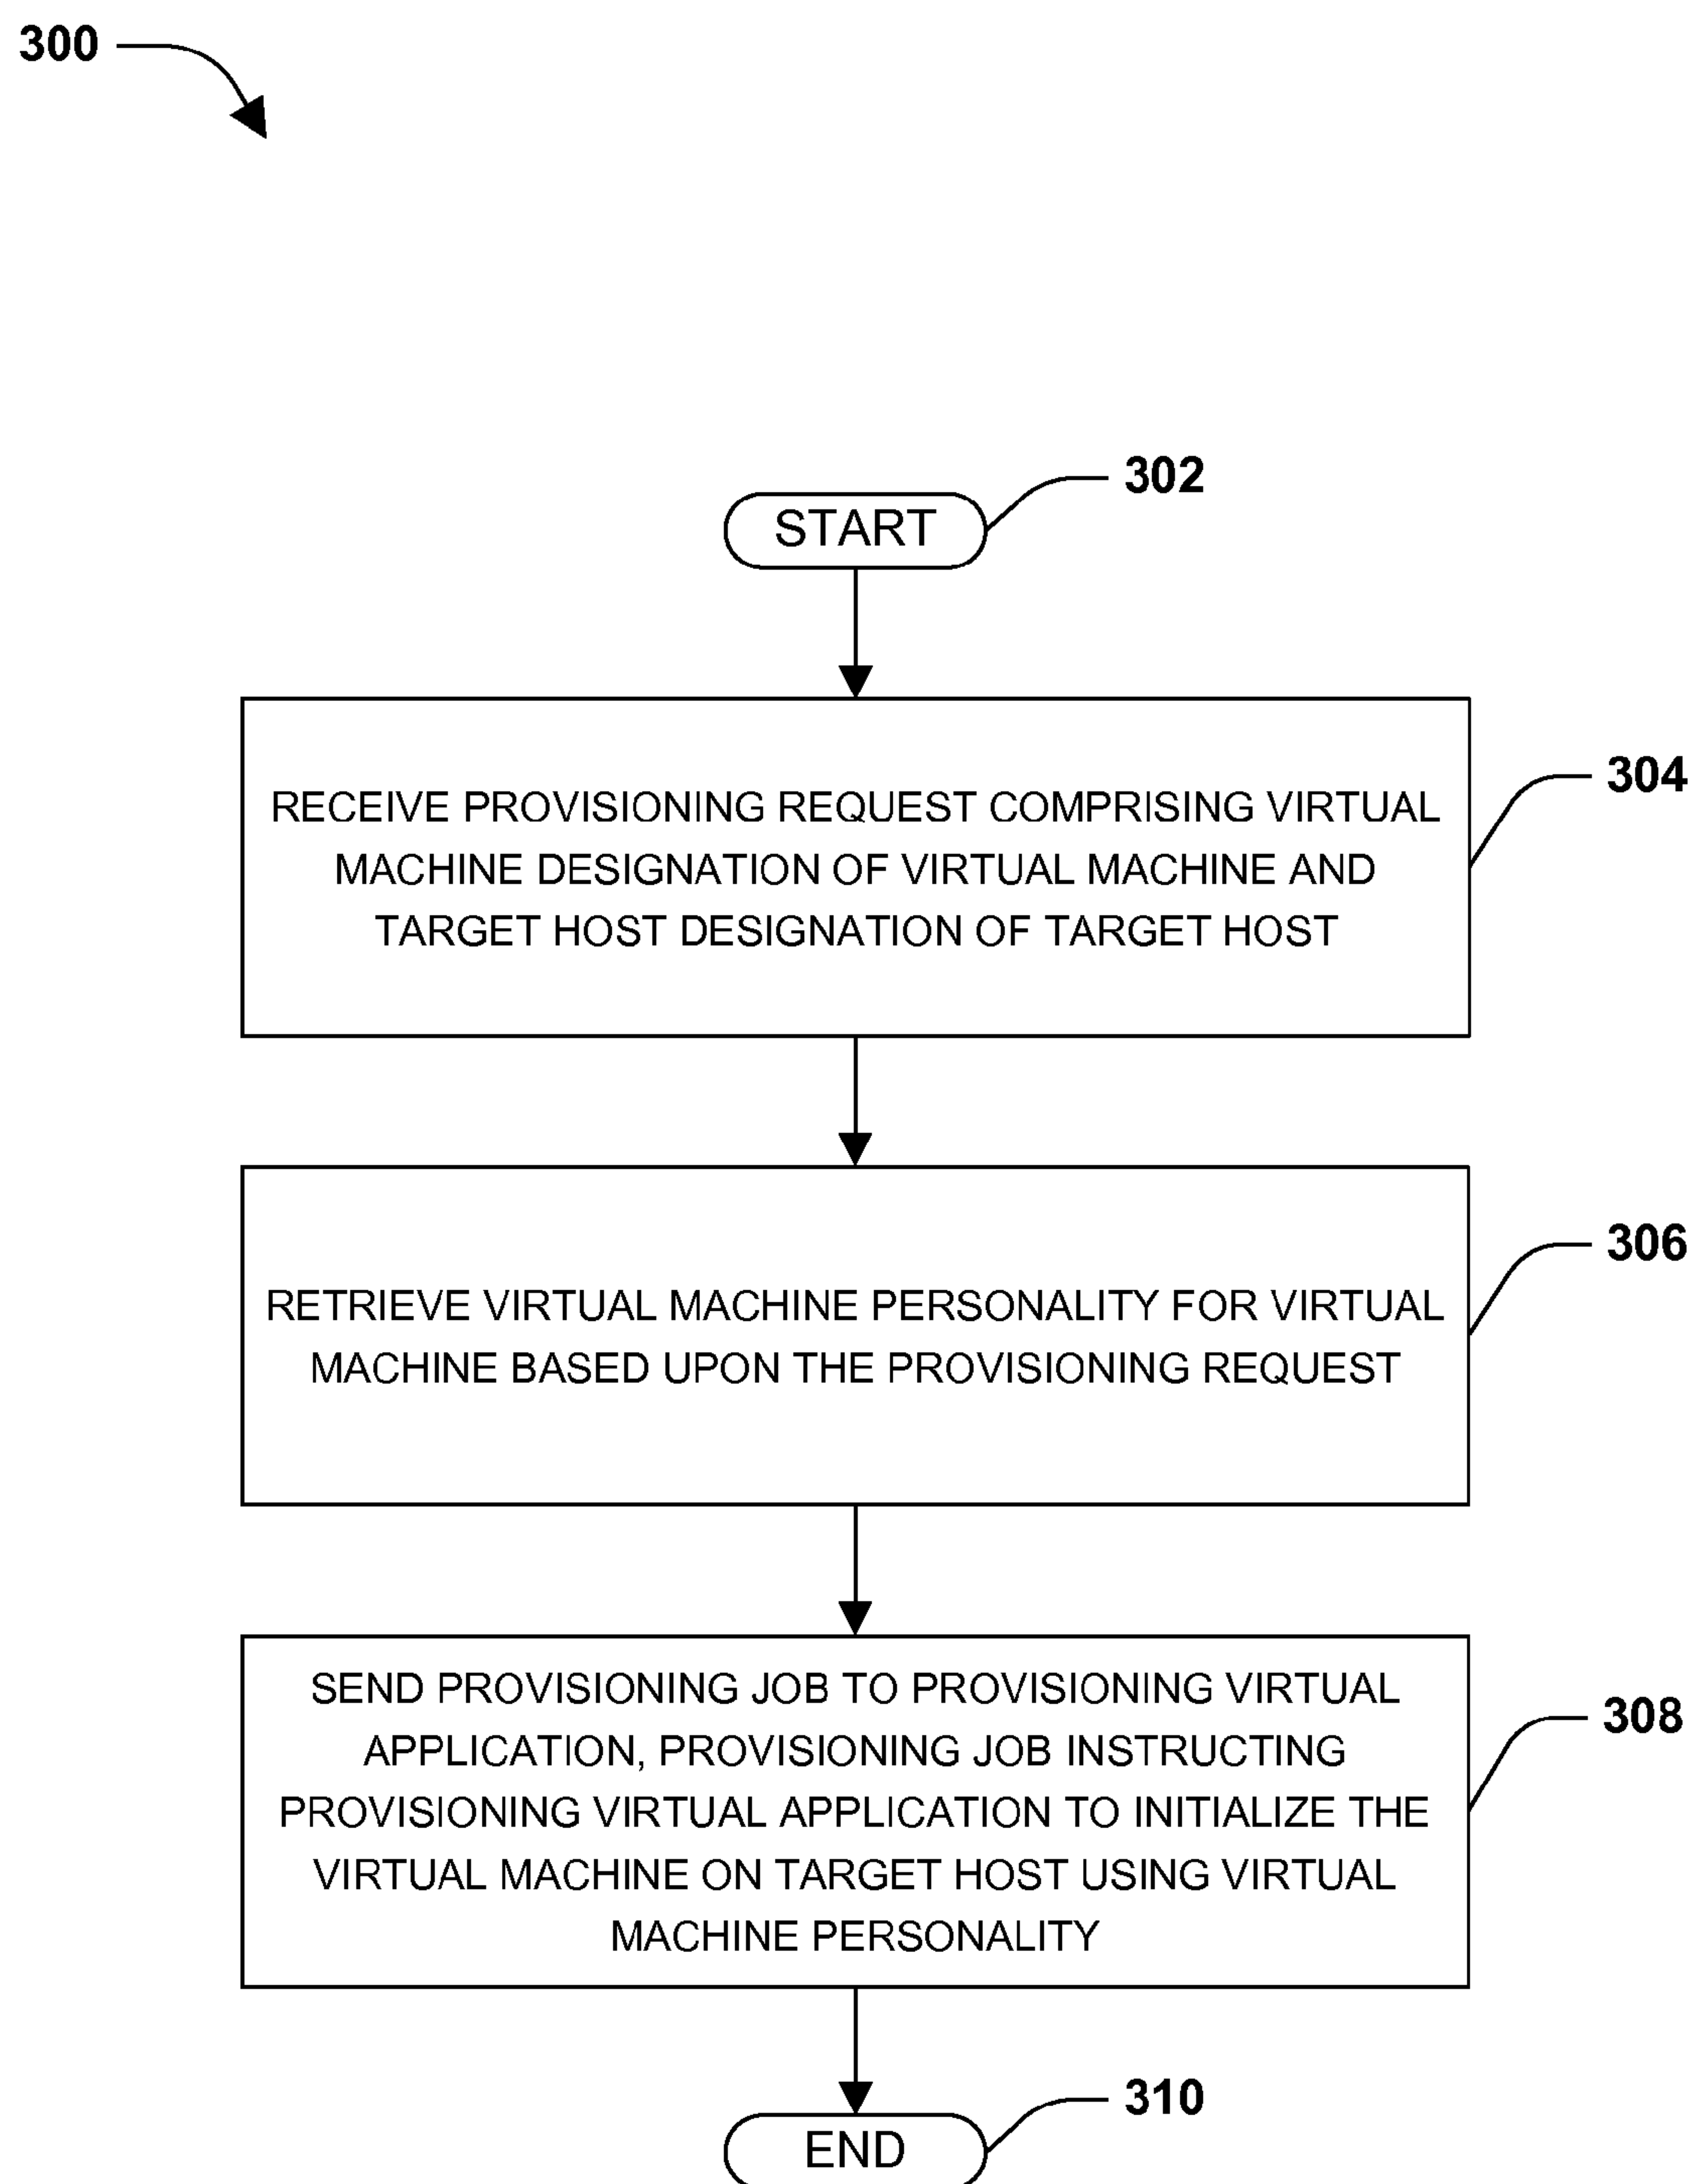 300
302
START
304
RECEIVE PROVISIONING REQUEST COMPRISING VIRTUAL
MACHINE DESIGNATION OF VIRTUAL MACHINE AND
TARGET HOST DESIGNATION OF TARGET HOST
306
RETRIEVE VIRTUAL MACHINE PERSONALITY FOR VIRTUAL
MACHINE BASED UPON THE PROVISIONING REQUEST
308
SEND PROVISIONING JOB TO PROVISIONING VIRTUAL
APPLICATION, PROVISIONING JOB INSTRUCTING
PROVISIONING VIRTUAL APPLICATION TO INITIALIZE THE
VIRTUAL MACHINE ON TARGET HOST USING VIRTUAL
MACHINE PERSONALITY
310
END